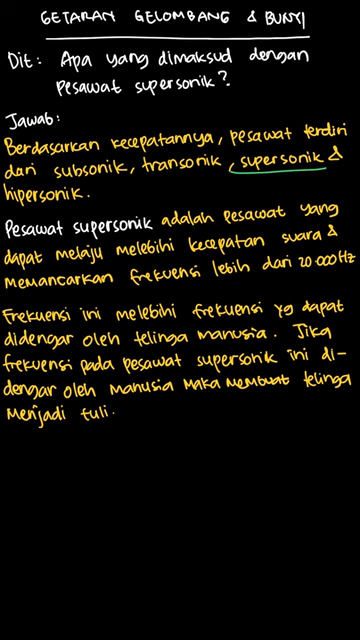 GETARAN GELOMBANG & BUNYI
Dit: Apa yang dimaksud dengan
pesawat supersonik?
Jawab:
Berdasarkan kecepatannya, pesawat terdiri
dari subsonik, transonik, supersonik &
hipersonik.
Pesawat supersonik adalah pesawat yang
dapat melaju melebihi kecepatan suara &
memancarkan frekuensi lebih dari 20.000Hz
Frekuensi ini melebihi frekuensi yg dapat
didengar oleh telinga manusia. Jika
frekuensi pada pesawat supersonik ini di-
dengar oleh manusia maka membuat telinga
menjadi tuli.